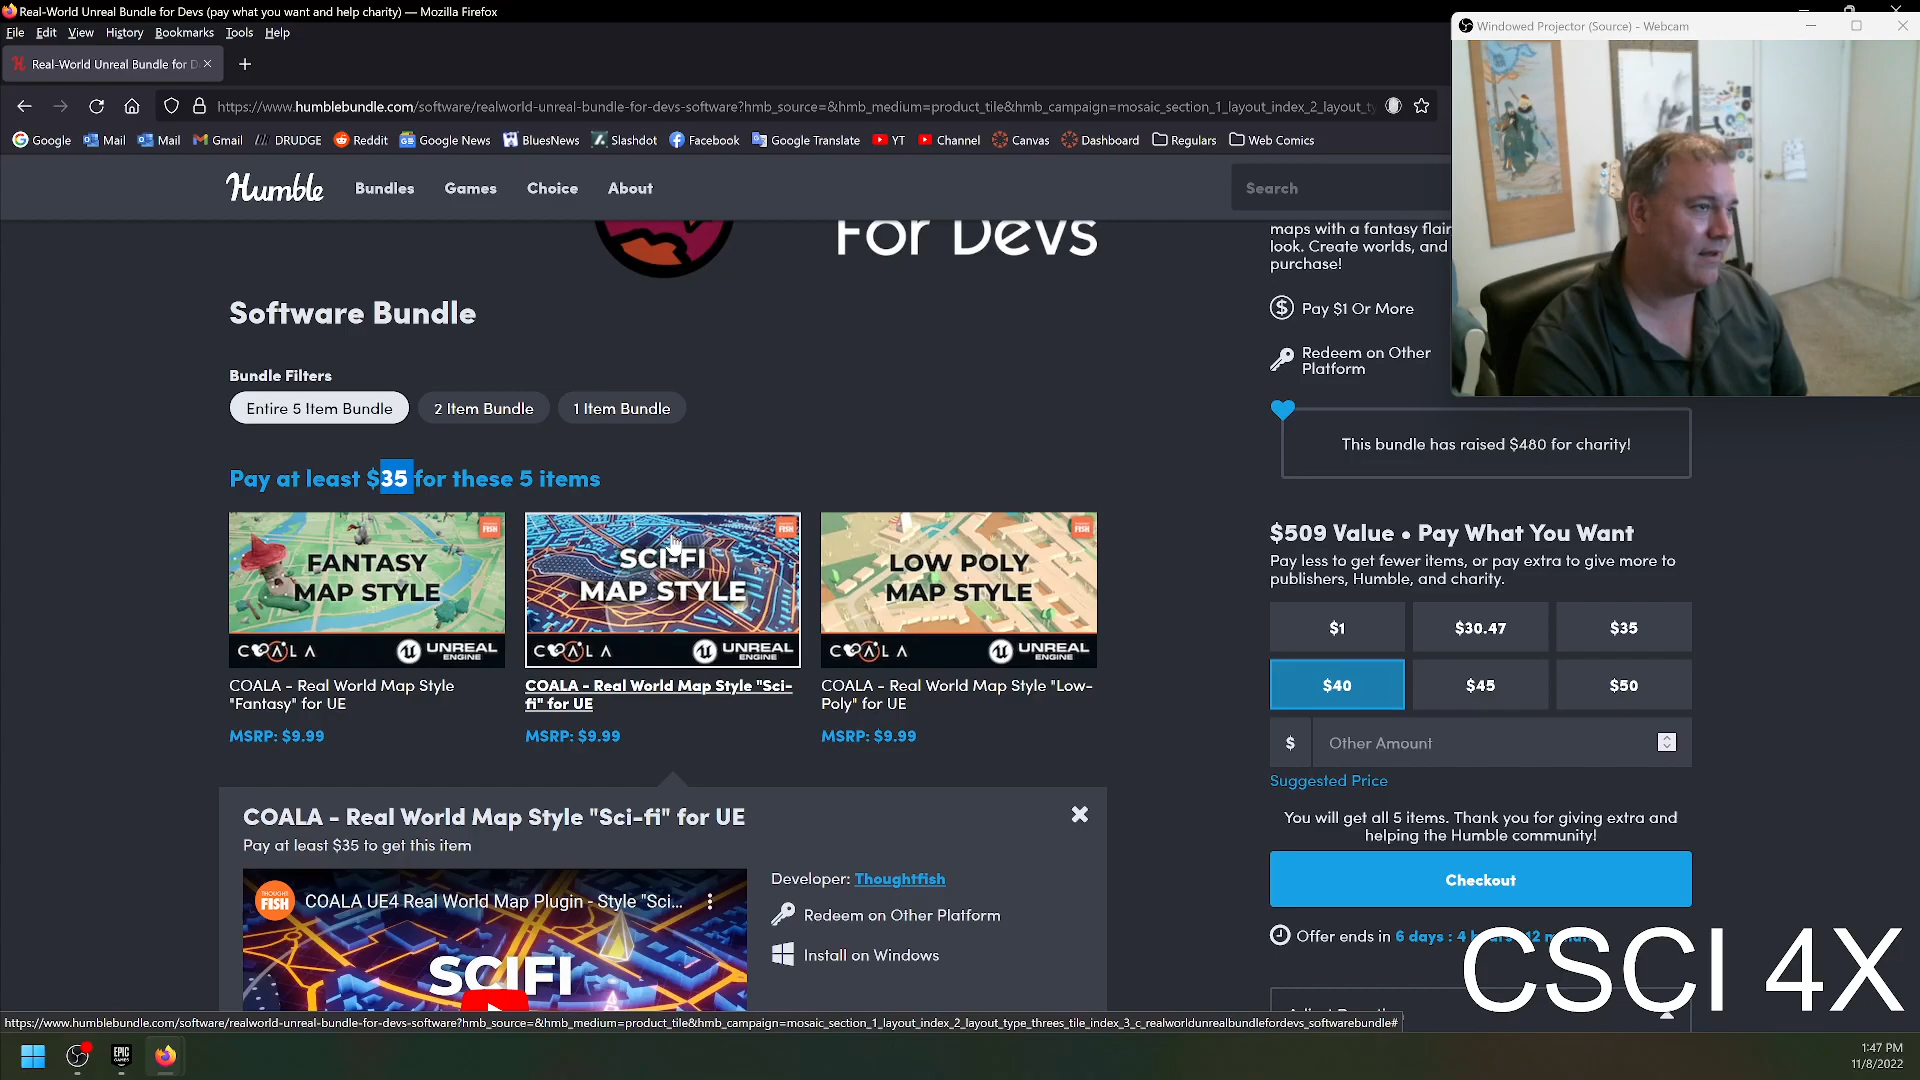 Real-World Unreal Bundle for Devs (pay what you want and help charity) — Mozilla Firefox
File Edit View History Bookmarks Tools Help
Real-World Unreal Bundle for D
https://www.humblebundle.com/software/realworld-unreal-bundle-for-devs-software?hmb_source=&hmb_medium=product_tile&hmb_campaign=mosaic_section_1_layout_index_2_layout_ty
Google Mail Mail Gmail DRUDGE Reddit Google News BluesNews Slashdot Facebook Google Translate YT Channel Canvas Dashboard Regulars Web Comics
Windowed Projector (Source) - Webcam
Humble Bundles Games Choice About Search
For Devs
maps with a fantasy flair
look. Create worlds, and
purchase!
Pay $1 Or More
Redeem on Other
Platform
This bundle has raised $480 for charity!
Software Bundle
Bundle Filters
Entire 5 Item Bundle 2 Item Bundle 1 Item Bundle
Pay at least $35 for these 5 items
FANTASY
MAP STYLE
COALA UNREAL ENGINE
FISH
COALA - Real World Map Style
"Fantasy" for UE
MSRP: $9.99
SCI-FI
MAP STYLE
COALA UNREAL ENGINE
FISH
COALA - Real World Map Style "Sci-
fi" for UE
MSRP: $9.99
LOW POLY
MAP STYLE
COALA UNREAL ENGINE
FISH
COALA - Real World Map Style "Low-
Poly" for UE
MSRP: $9.99
COALA - Real World Map Style "Sci-fi" for UE
Pay at least $35 to get this item
THOUGHT
FISH
COALA UE4 Real World Map Plugin - Style "Sci...
SCIFI
Developer: Thoughtfish
Redeem on Other Platform
Install on Windows
$509 Value • Pay What You Want
Pay less to get fewer items, or pay extra to give more to
publishers, Humble, and charity.
$1 $30.47 $35
$40 $45 $50
$ Other Amount
Suggested Price
You will get all 5 items. Thank you for giving extra and
helping the Humble community!
Checkout
Offer ends in 6 days : 4
CSCI 4X
https://www.humblebundle.com/software/realworld-unreal-bundle-for-devs-software?hmb_source=&hmb_medium=product_tile&hmb_campaign=mosaic_section_1_layout_index_2_layout_type_threes_tile_index_3_c_realworldunrealbundlefordevs_softwarebundle#
EPIC
GAMES
1:47 PM
11/8/2022